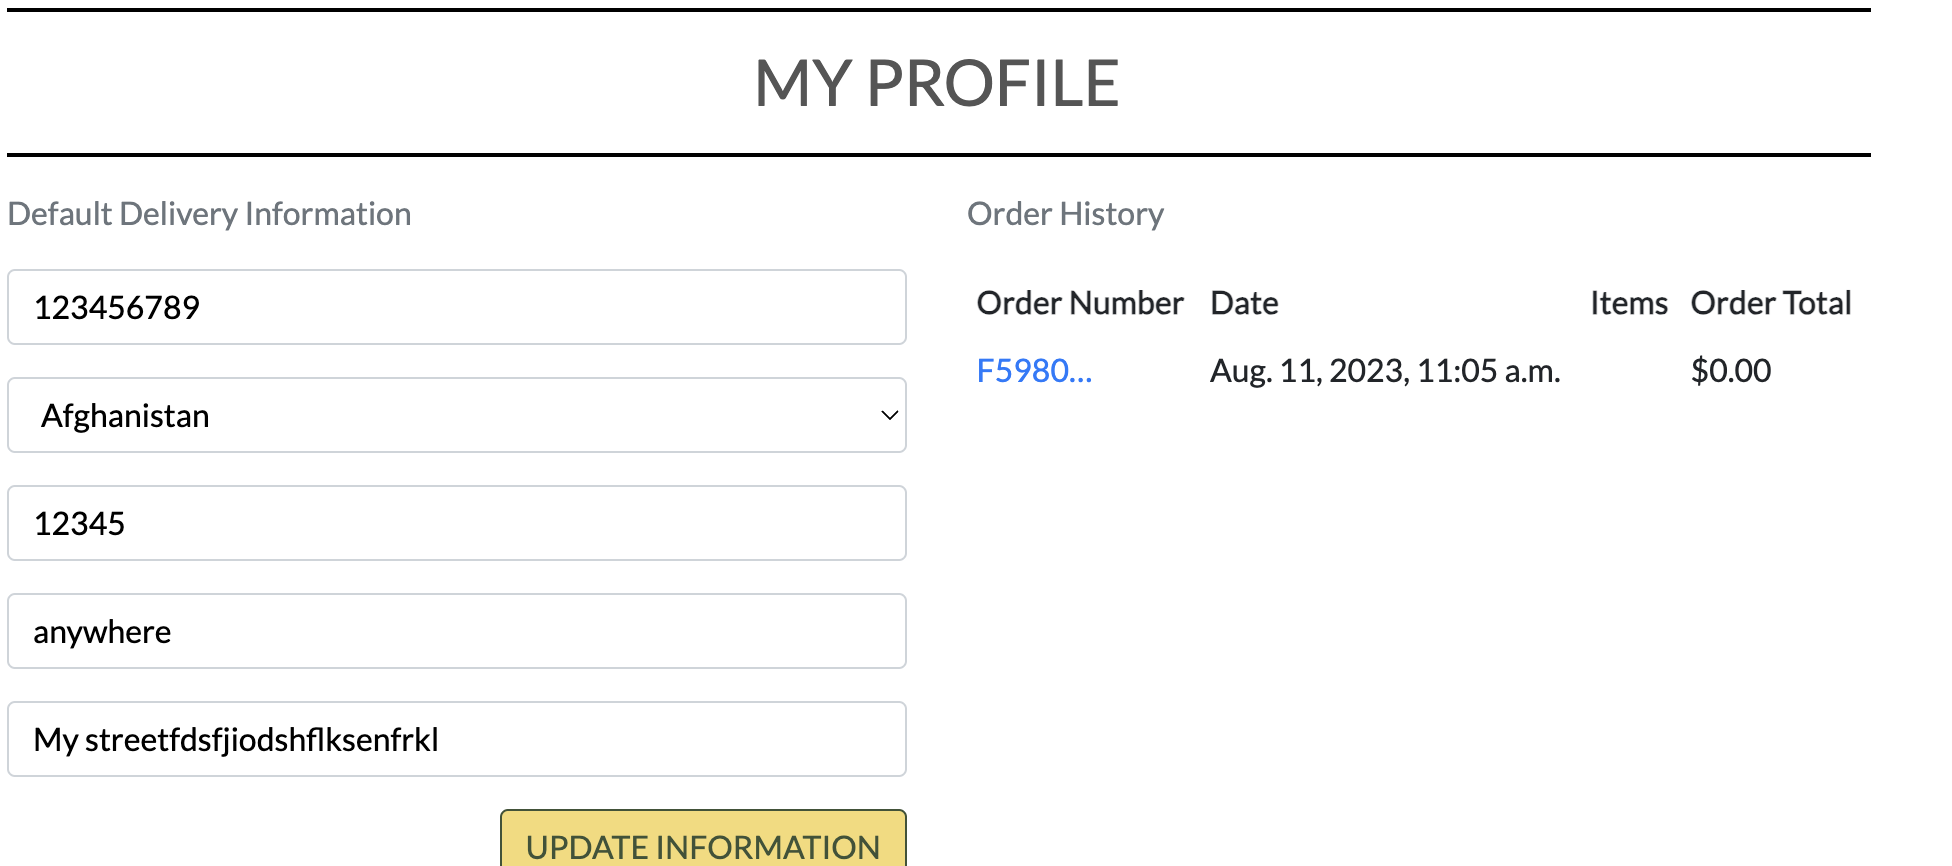 MY PROFILE
Default Delivery Information
123456789
Afghanistan
12345
anywhere
My streetfdsfjiodshflksenfrkl
UPDATE INFORMATION
Order History
Order Number Date Items Order Total
F5980... Aug. 11, 2023, 11:05 a.m. $0.00